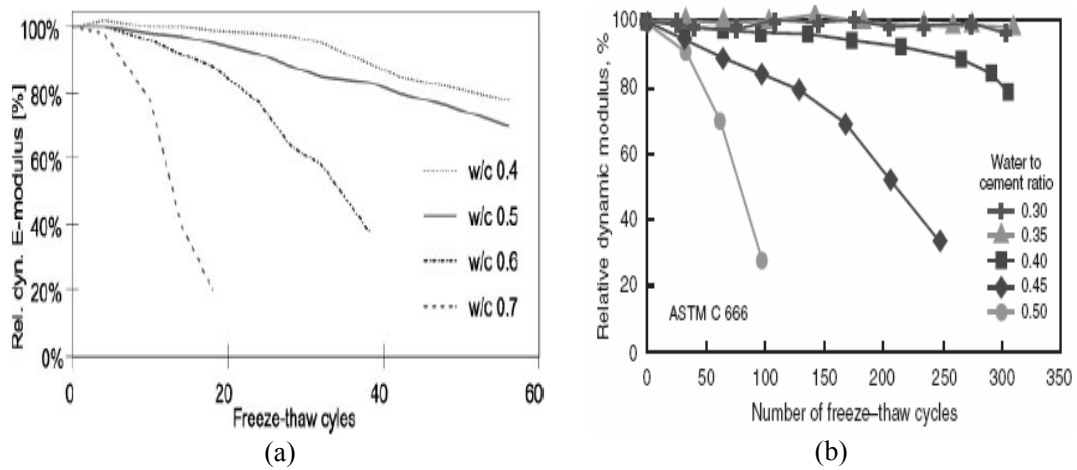 Rel. dyn. E-modulus [%]
100%
80%
60%
40%
20%
0%
w/c 0.4
w/c 0.5
w/c 0.6
w/c 0.7
0
20
40
60
Freeze-thaw cyles
(a)
Relative dynamic modulus, %
100
80
60
40
20
0
Water to
cement ratio
0.30
0.35
0.40
0.45
0.50
ASTM C 666
0
50
100
150
200
250
300
350
Number of freeze–thaw cycles
(b)